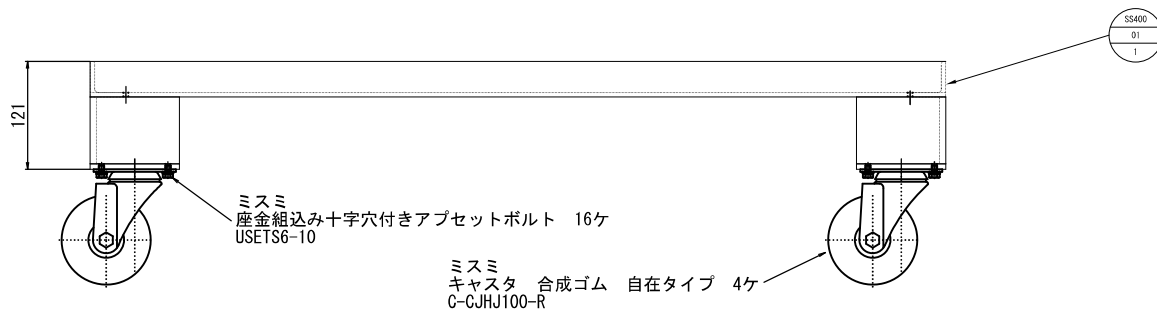 SS400
01
1
121
ミスミ
座金組込み十字穴付きアプセットボルト　16ケ
USETS6-10
ミスミ
キャスタ　合成ゴム　自在タイプ　4ケ
C-CJHJ100-R